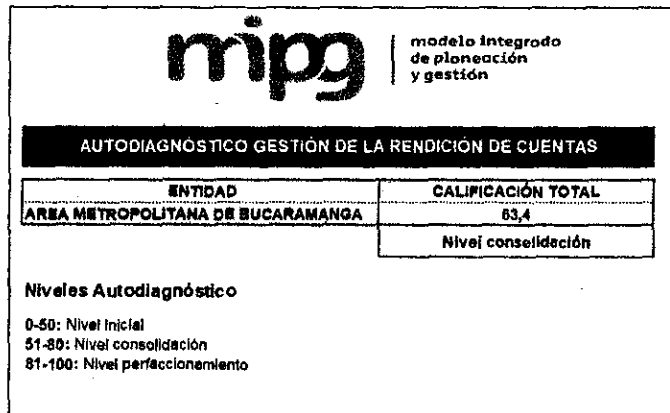 mipg
modelo integrado
de planeación
y gestión
AUTODIAGNÓSTICO GESTIÓN DE LA RENDICIÓN DE CUENTAS
ENTIDAD CALIFICACIÓN TOTAL
AREA METROPOLITANA DE BUCARAMANGA 63,4
Nivel consolidación
Niveles Autodiagnóstico
0-50: Nivel Inicial
51-80: Nivel consolidación
81-100: Nivel perfaccionamiento